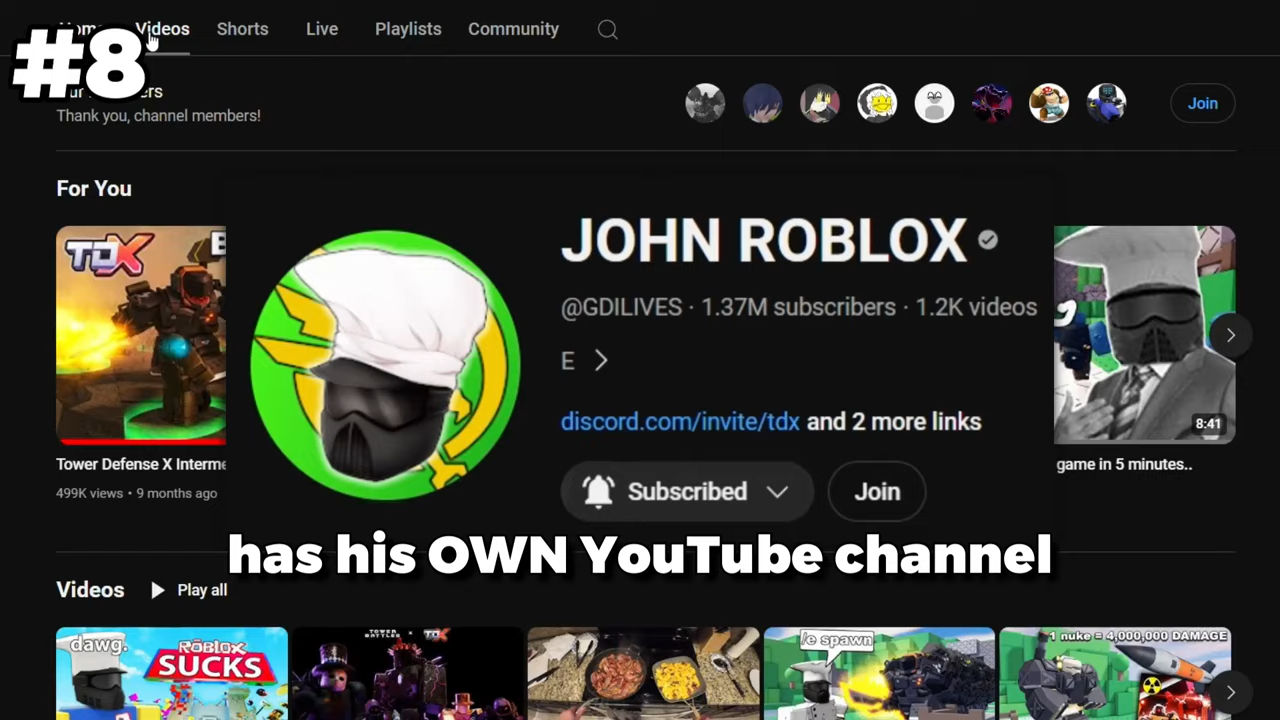 #8
Videos
Shorts
Live
Playlists
Community
Thank you, channel members!
Join
For You
JOHN ROBLOX
@GDILIVES · 1.37M subscribers · 1.2K videos
E
discord.com/invite/tdx and 2 more links
Subscribed
Join
TDX
8:41
Tower Defense X Interme
499K views • 9 months ago
game in 5 minutes..
has his OWN YouTube channel
Videos
Play all
dawg.
ROBLOX
SUCKS
/e spawn
1 nuke = 4,000,000 DAMAGE